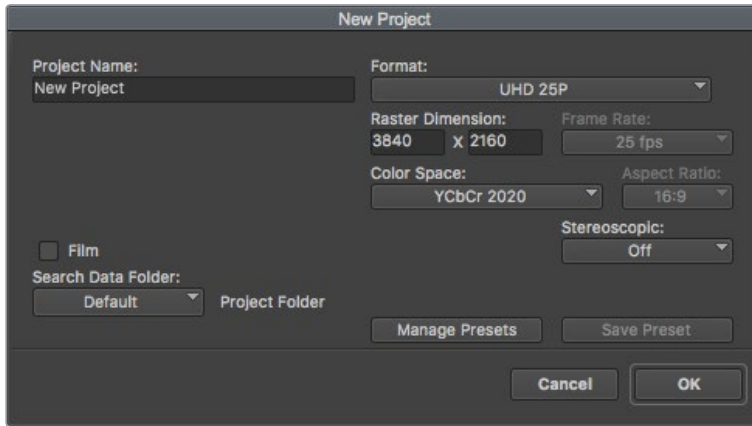 New Project
Project Name:
New Project
Format:
UHD 25P
Raster Dimension:
3840 x 2160
Frame Rate:
25 fps
Color Space:
YCbCr 2020
Aspect Ratio:
16:9
Stereoscopic:
Off
Film
Search Data Folder:
Default
Project Folder
Manage Presets
Save Preset
Cancel
OK